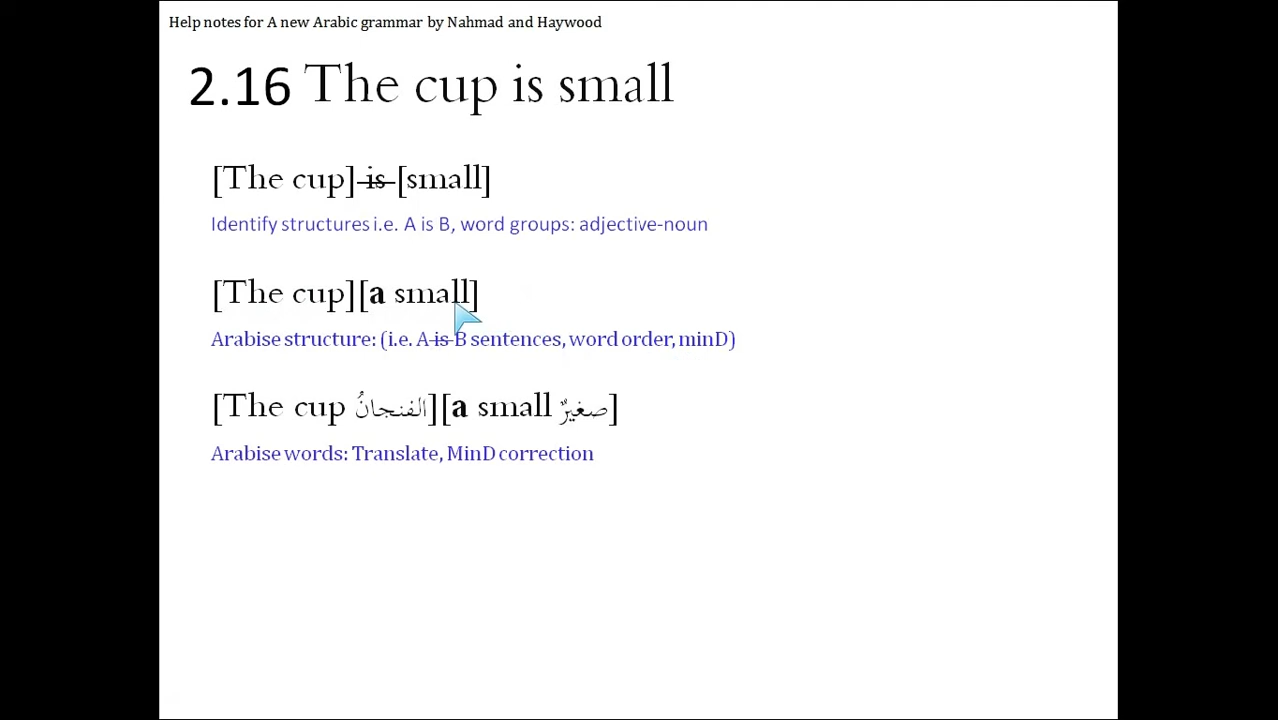 Help notes for A new Arabic grammar by Nahmad and Haywood
2.16 The cup is small
[The cup] is [small]
Identify structures i.e. A is B, word groups: adjective-noun
[The cup][a small]
Arabise structure: (i.e. A is B sentences, word order, minD)
[The cup الفنجانُ][a small صغيرٌ]
Arabise words: Translate, MinD correction